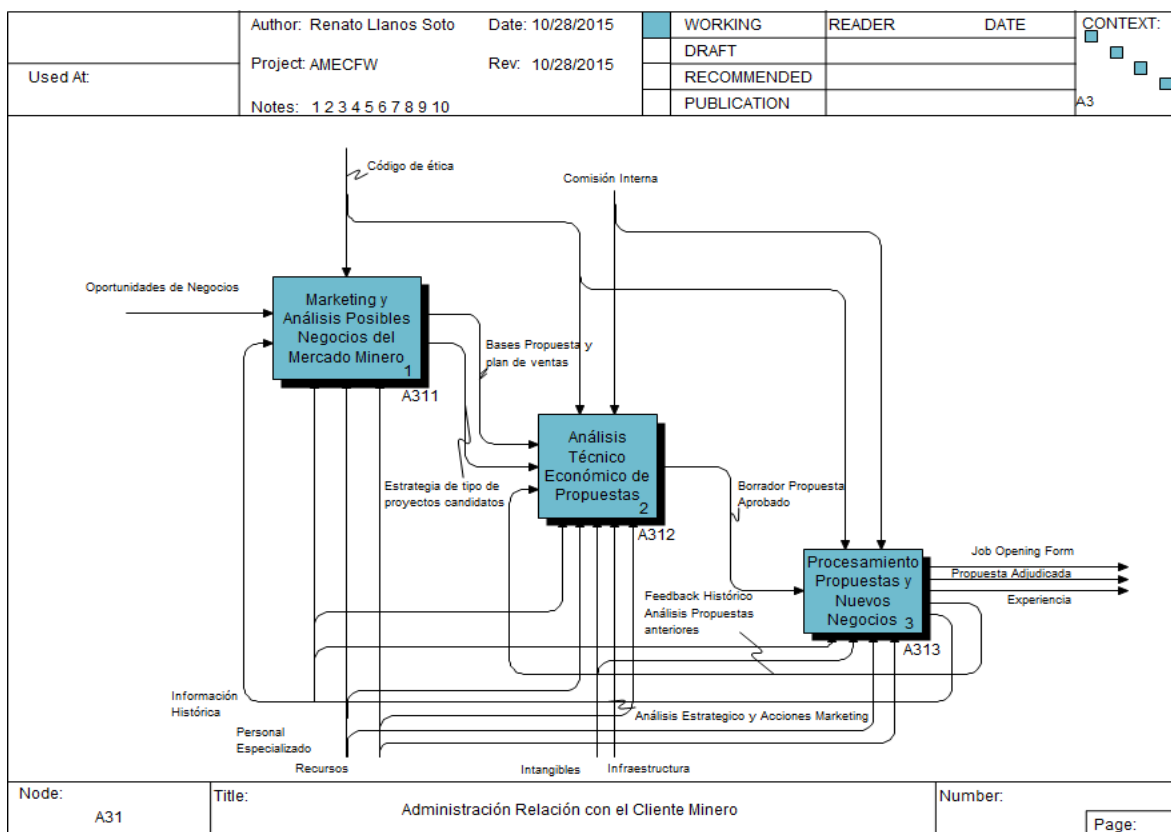 Used At:
Author: Renato Llanos Soto
Date: 10/28/2015
Project: AMECFW
Rev: 10/28/2015
Notes: 1 2 3 4 5 6 7 8 9 10
WORKING
DRAFT
RECOMMENDED
PUBLICATION
READER
DATE
CONTEXT:
A3
Código de ética
Comisión Interna
Oportunidades de Negocios
Marketing y
Análisis Posibles
Negocios del
Mercado Minero
1
A311
Bases Propuesta y
plan de ventas
Estrategia de tipo de
proyectos candidatos
Análisis
Técnico
Económico de
Propuestas
2
A312
Borrador Propuesta
Aprobado
Procesamiento
Propuestas y
Nuevos
Negocios
3
A313
Job Opening Form
Propuesta Adjudicada
Experiencia
Feedback Histórico
Análisis Propuestas
anteriores
Información
Histórica
Análisis Estrategico y Acciones Marketing
Personal
Especializado
Recursos
Intangibles
Infraestructura
Node:
A31
Title:
Administración Relación con el Cliente Minero
Number:
Page: